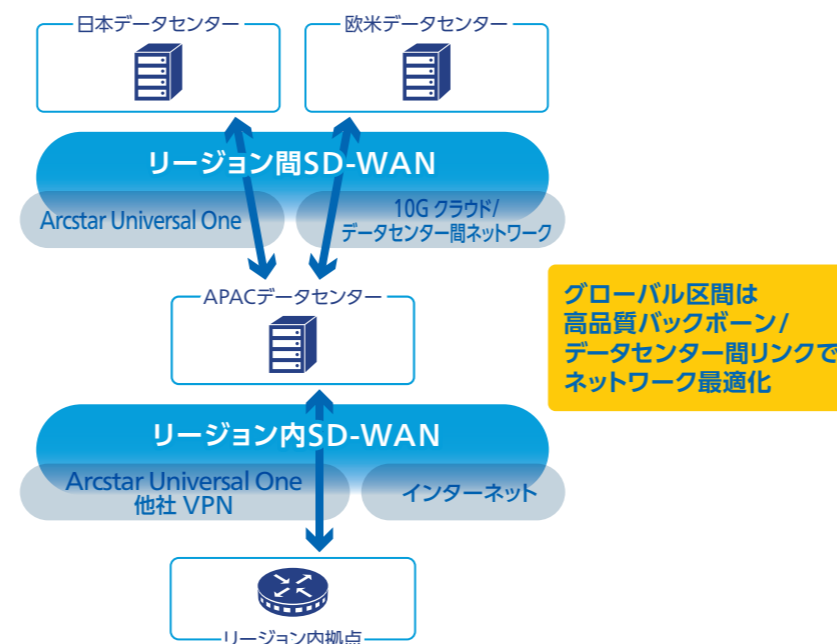 日本データセンター
欧米データセンター
リージョン間SD-WAN
Arcstar Universal One
10G クラウド/
データセンター間ネットワーク
APACデータセンター
グローバル区間は
高品質バックボーン/
データセンター間リンクで
ネットワーク最適化
リージョン内SD-WAN
Arcstar Universal One
他社 VPN
インターネット
リージョン内拠点